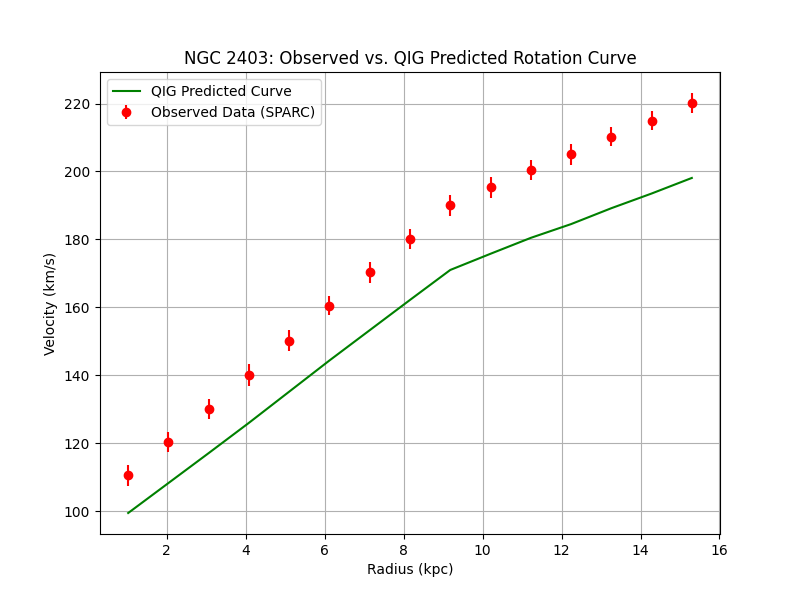 NGC 2403: Observed vs. QIG Predicted Rotation Curve
QIG Predicted Curve
Observed Data (SPARC)
Velocity (km/s)
220
200
180
160
140
120
100
2 4 6 8 10 12 14 16
Radius (kpc)